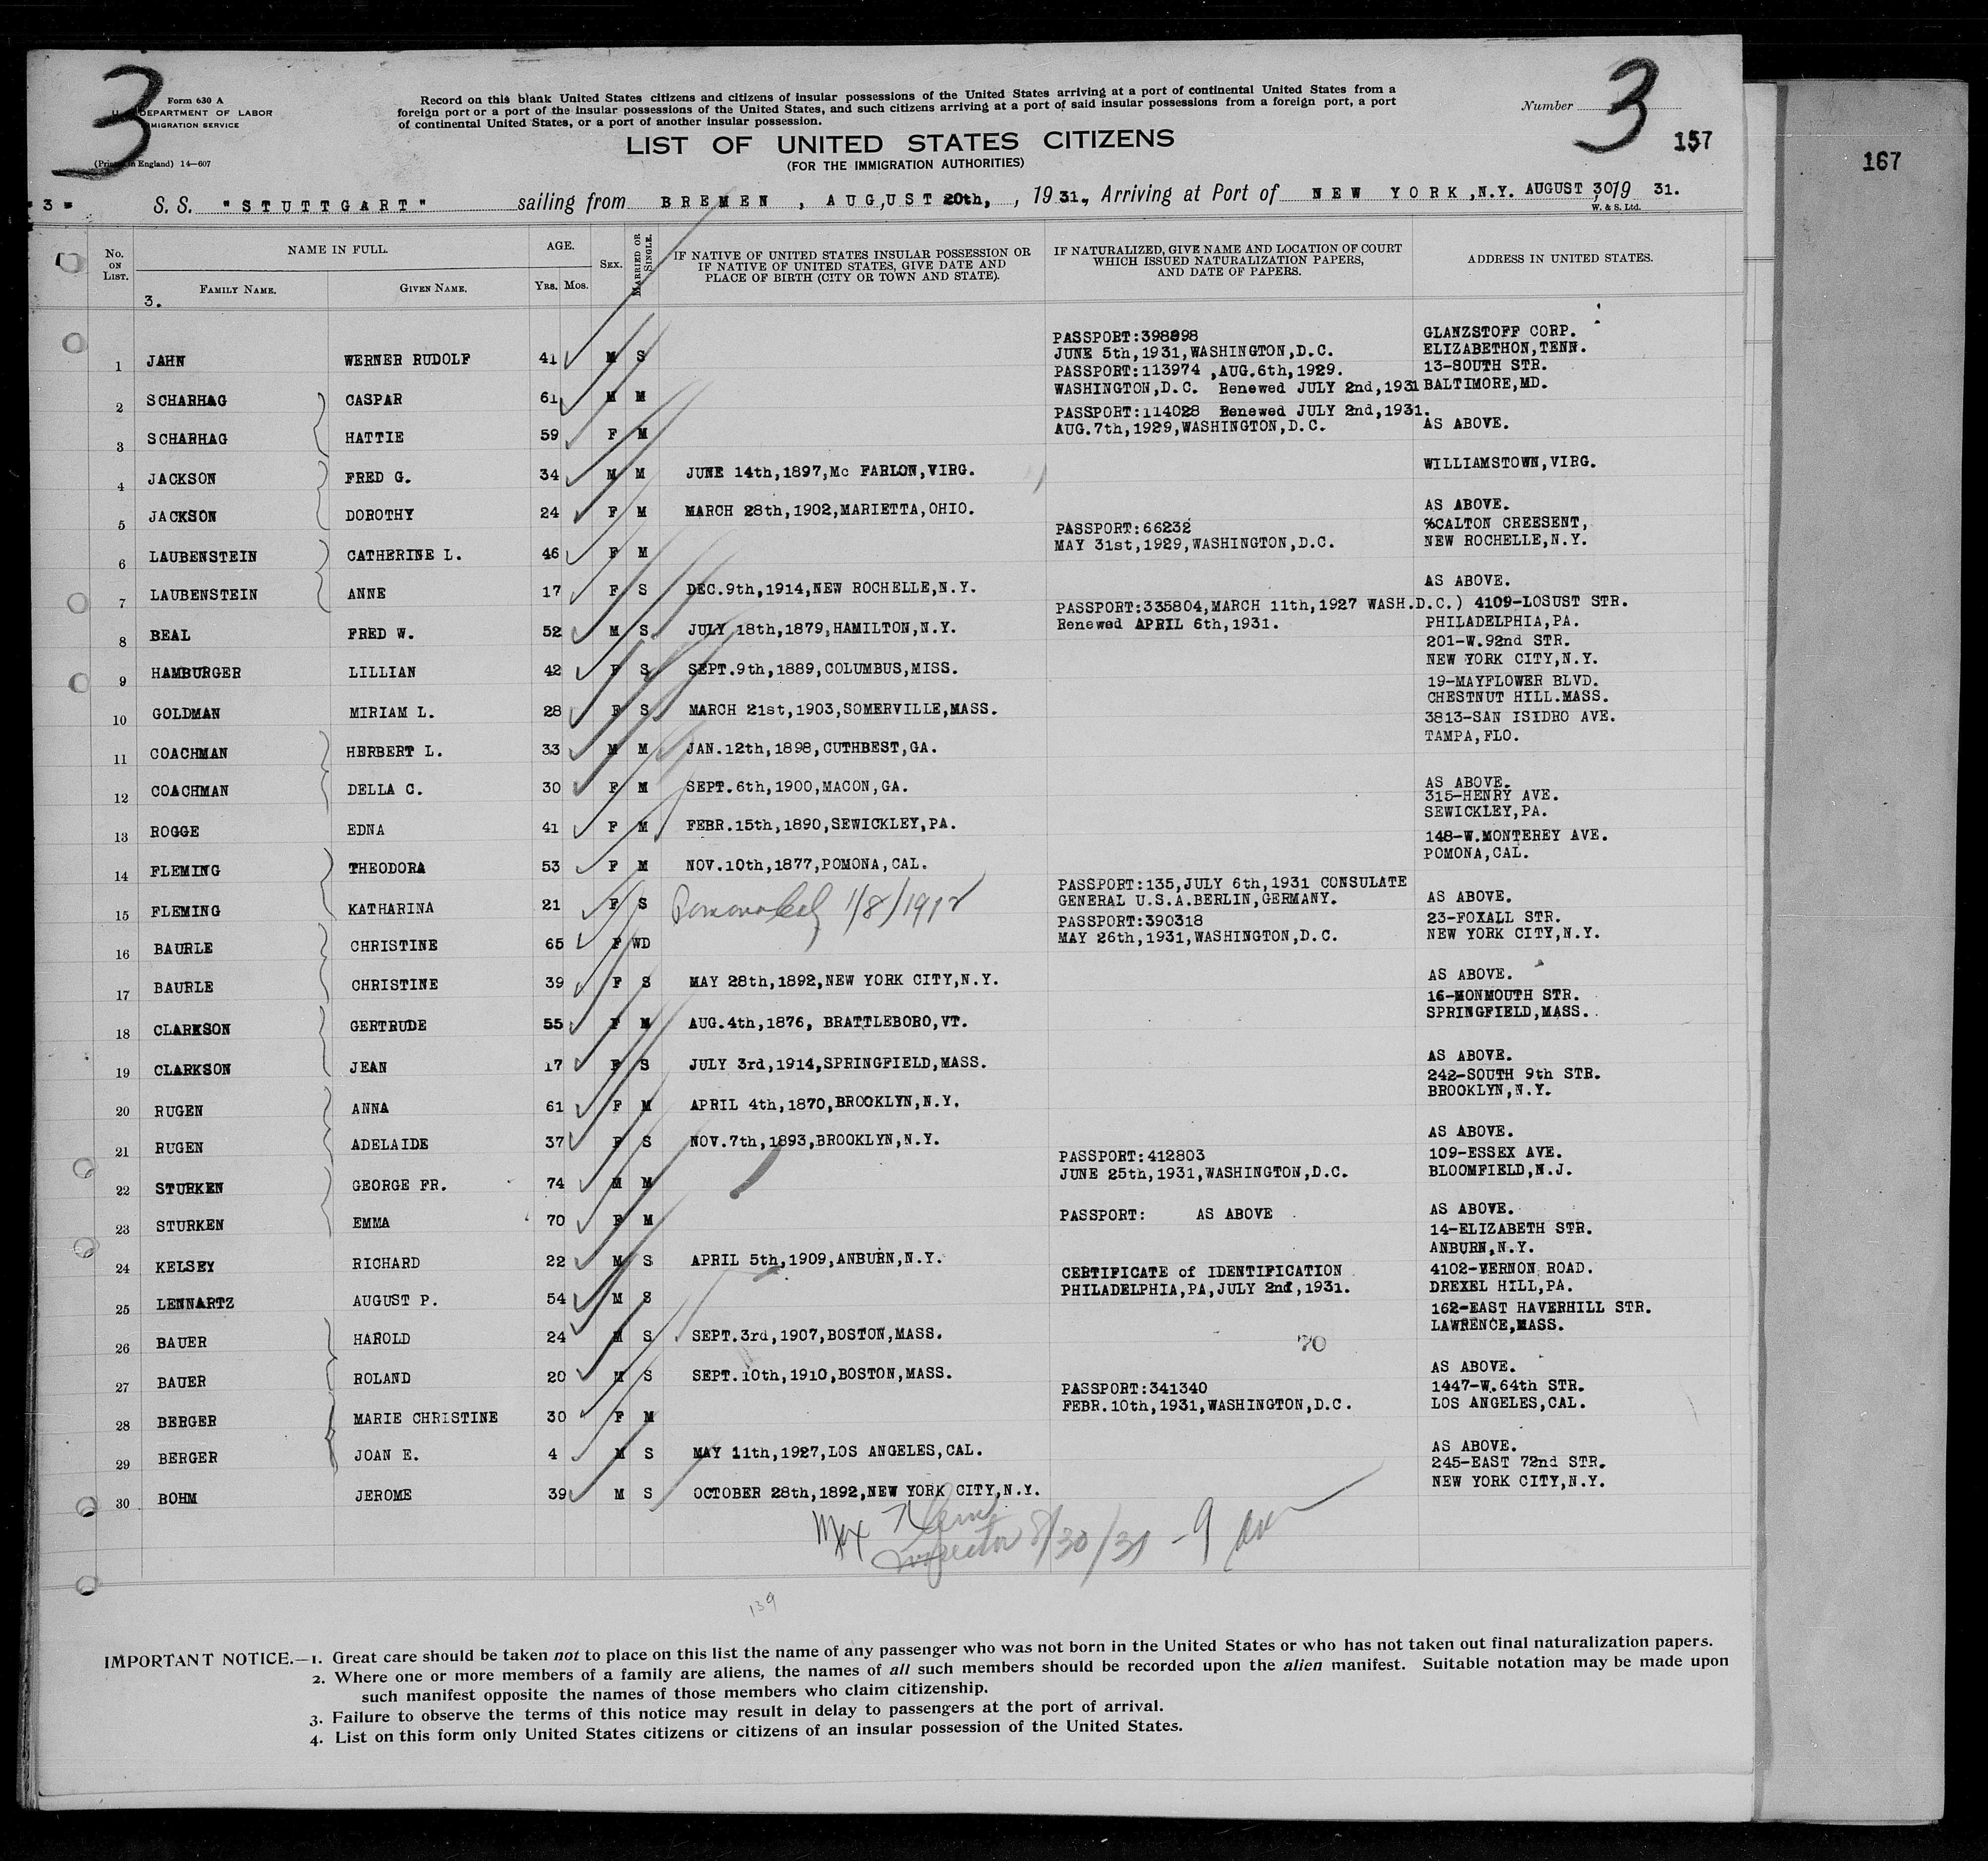 3
3
Form 630 A
DEPARTMENT OF LABOR
IMMIGRATION SERVICE
(Printed in England) 14—607
Record on this blank United States citizens and citizens of insular possessions of the United States arriving at a port of continental United States from a
foreign port or a port of the insular possessions of the United States, and such citizens arriving at a port of said insular possessions from a foreign port, a port
of continental United States, or a port of another insular possession.
Number
157
167
LIST OF UNITED STATES CITIZENS
(FOR THE IMMIGRATION AUTHORITIES)
- 3 - S. S. "STUTTGART" sailing from BREMEN , AUGUST 20th, , 1931., Arriving at Port of NEW YORK,N.Y. AUGUST 30, 19 31.
W. & S. Ltd.
No. ON LIST. NAME IN FULL. AGE. SEX. MARRIED OR SINGLE. IF NATIVE OF UNITED STATES INSULAR POSSESSION OR IF NATIVE OF UNITED STATES, GIVE DATE AND PLACE OF BIRTH (CITY OR TOWN AND STATE). IF NATURALIZED, GIVE NAME AND LOCATION OF COURT WHICH ISSUED NATURALIZATION PAPERS, AND DATE OF PAPERS. ADDRESS IN UNITED STATES.
FAMILY NAME. GIVEN NAME. YRS. MOS.
3.
1 JAHN WERNER RUDOLF 41 M S PASSPORT:398898 JUNE 5th,1931,WASHINGTON,D.C. GLANZSTOFF CORP. ELIZABETHON,TENN.
2 SCHARHAG CASPAR 61 M M PASSPORT:113974 ,AUG.6th,1929. WASHINGTON,D.C. Renewed JULY 2nd,1931 13-SOUTH STR. BALTIMORE,MD.
3 SCHARHAG HATTIE 59 F M PASSPORT:114028 Renewed JULY 2nd,1931. AUG.7th,1929,WASHINGTON,D.C. AS ABOVE.
4 JACKSON FRED G. 34 M M JUNE 14th,1897,Mc FARLON,VIRG. WILLIAMSTOWN,VIRG.
5 JACKSON DOROTHY 24 F M MARCH 28th,1902,MARIETTA,OHIO. AS ABOVE.
6 LAUBENSTEIN CATHERINE L. 46 F M PASSPORT:66232 MAY 31st,1929,WASHINGTON,D.C. %CALTON CREESENT, NEW ROCHELLE,N.Y.
7 LAUBENSTEIN ANNE 17 F S DEC.9th,1914,NEW ROCHELLE,N.Y. AS ABOVE.
8 BEAL FRED W. 52 M S JULY 18th,1879,HAMILTON,N.Y. PASSPORT:335804,MARCH 11th,1927 WASH.D.C.) Renewed APRIL 6th,1931. 4109-LOSUST STR. PHILADELPHIA,PA.
9 HAMBURGER LILLIAN 42 F S SEPT.9th,1889,COLUMBUS,MISS. 201-W.92nd STR. NEW YORK CITY,N.Y.
10 GOLDMAN MIRIAM L. 28 F S MARCH 21st,1903,SOMERVILLE,MASS. 19-MAYFLOWER BLVD. CHESTNUT HILL.MASS.
11 COACHMAN HERBERT L. 33 M M JAN.12th,1898,CUTHBEST,GA. 3813-SAN ISIDRO AVE. TAMPA,FLO.
12 COACHMAN DELLA C. 30 F M SEPT.6th,1900,MACON,GA. AS ABOVE.
13 ROGGE EDNA 41 F M FEBR.15th,1890,SEWICKLEY,PA. 315-HENRY AVE. SEWICKLEY,PA.
14 FLEMING THEODORA 53 F M NOV.10th,1877,POMONA,CAL. 148-W.MONTEREY AVE. POMONA,CAL.
15 FLEMING KATHARINA 21 F S PASSPORT:135,JULY 6th,1931 CONSULATE GENERAL U.S.A.BERLIN,GERMANY. AS ABOVE.
16 BAURLE CHRISTINE 65 F WD PASSPORT:390318 MAY 26th,1931,WASHINGTON,D.C. 23-FOXALL STR. NEW YORK CITY,N.Y.
17 BAURLE CHRISTINE 39 F S MAY 28th,1892,NEW YORK CITY,N.Y. AS ABOVE.
18 CLARKSON GERTRUDE 55 F M AUG.4th,1876, BRATTLEBORO,VT. 16-MONMOUTH STR. SPRINGFIELD,MASS.
19 CLARKSON JEAN 17 F S JULY 3rd,1914,SPRINGFIELD,MASS. AS ABOVE.
20 RUGEN ANNA 61 F M APRIL 4th,1870,BROOKLYN,N.Y. 242-SOUTH 9th STR. BROOKLYN,N.Y.
21 RUGEN ADELAIDE 37 F S NOV.7th,1893,BROOKLYN,N.Y. AS ABOVE.
22 STURKEN GEORGE FR. 74 M M PASSPORT:412803 JUNE 25th,1931,WASHINGTON,D.C. 109-ESSEX AVE. BLOOMFIELD,N.J.
23 STURKEN EMMA 70 F M PASSPORT: AS ABOVE AS ABOVE.
24 KELSEY RICHARD 22 M S APRIL 5th,1909,ANBURN,N.Y. 14-ELIZABETH STR. ANBURN,N.Y.
25 LENNARTZ AUGUST P. 54 M S CERTIFICATE of IDENTIFICATION PHILADELPHIA,PA,JULY 2nd,1931. 4102-VERNON ROAD. DREXEL HILL,PA.
26 BAUER HAROLD 24 M S SEPT.3rd,1907,BOSTON,MASS. 70 162-EAST HAVERHILL STR. LAWRENCE,MASS.
27 BAUER ROLAND 20 M S SEPT.10th,1910,BOSTON,MASS. AS ABOVE.
28 BERGER MARIE CHRISTINE 30 F M PASSPORT:341340 FEBR.10th,1931,WASHINGTON,D.C. 1447-W.64th STR. LOS ANGELES,CAL.
29 BERGER JOAN E. 4 M S MAY 11th,1927,LOS ANGELES,CAL. AS ABOVE.
30 BOHM JEROME 39 M S OCTOBER 28th,1892,NEW YORK CITY,N.Y. 245-EAST 72nd STR. NEW YORK CITY,N.Y.
Max
Inspector 8/30/31 - 9 am
139
IMPORTANT NOTICE.—1. Great care should be taken not to place on this list the name of any passenger who was not born in the United States or who has not taken out final naturalization papers.
2. Where one or more members of a family are aliens, the names of all such members should be recorded upon the alien manifest. Suitable notation may be made upon
such manifest opposite the names of those members who claim citizenship.
3. Failure to observe the terms of this notice may result in delay to passengers at the port of arrival.
4. List on this form only United States citizens or citizens of an insular possession of the United States.